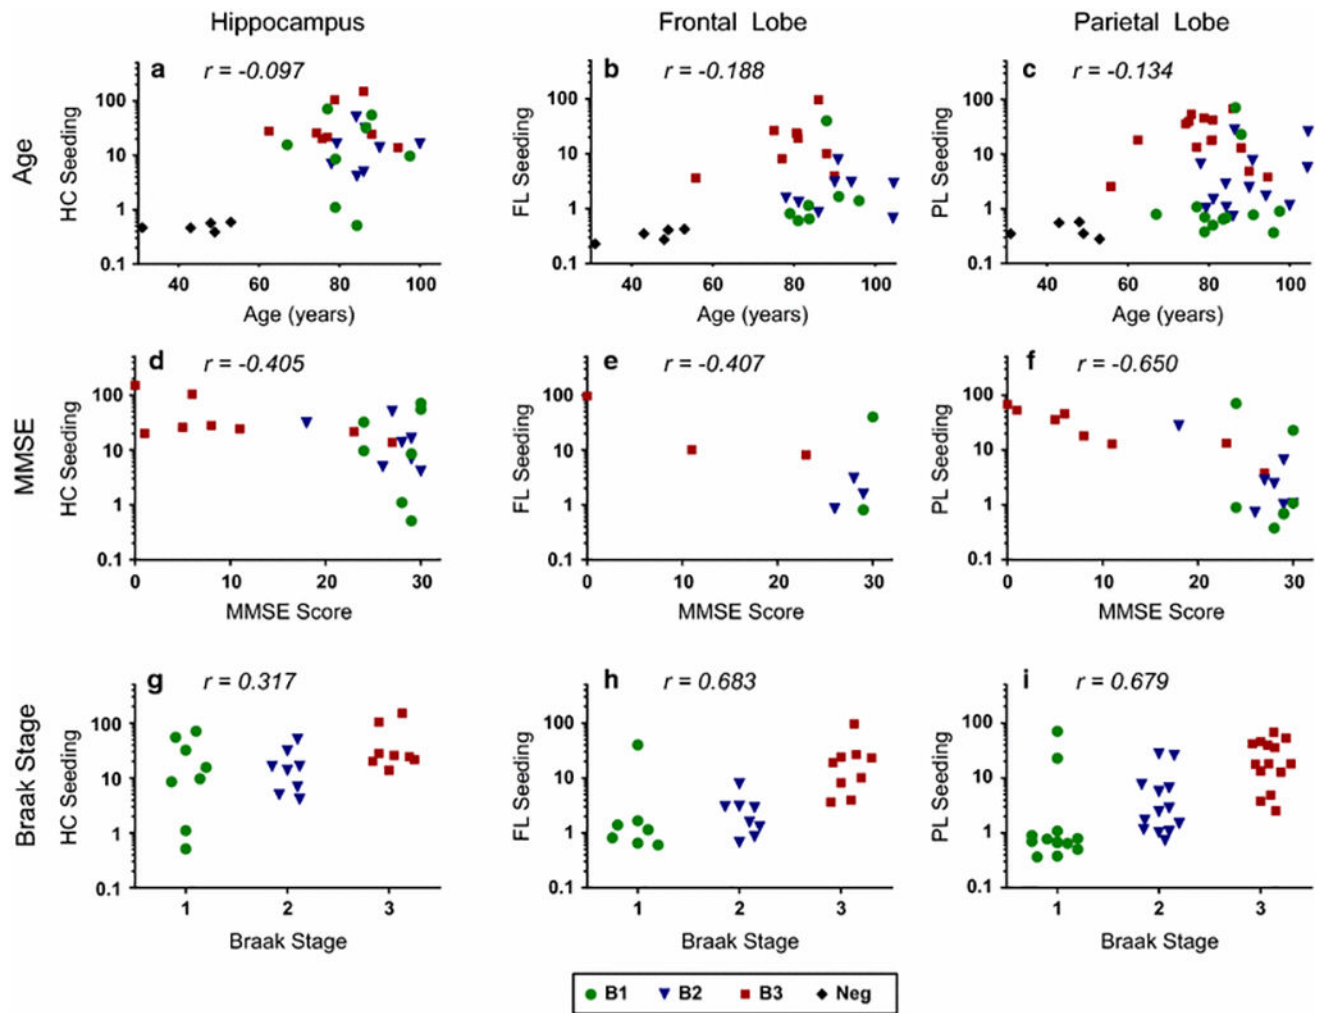 Hippocampus Frontal Lobe Parietal Lobe
Age
a r = -0.097
HC Seeding
100
10
1
0.1
40 60 80 100
Age (years)
b r = -0.188
FL Seeding
100
10
1
0.1
40 60 80 100
Age (years)
c r = -0.134
PL Seeding
100
10
1
0.1
40 60 80 100
Age (years)
MMSE
d r = -0.405
HC Seeding
100
10
1
0.1
0 10 20 30
MMSE Score
e r = -0.407
FL Seeding
100
10
1
0.1
0 10 20 30
MMSE Score
f r = -0.650
PL Seeding
100
10
1
0.1
0 10 20 30
MMSE Score
Braak Stage
g r = 0.317
HC Seeding
100
10
1
0.1
1 2 3
Braak Stage
h r = 0.683
FL Seeding
100
10
1
0.1
1 2 3
Braak Stage
i r = 0.679
PL Seeding
100
10
1
0.1
1 2 3
Braak Stage
B1 B2 B3 Neg